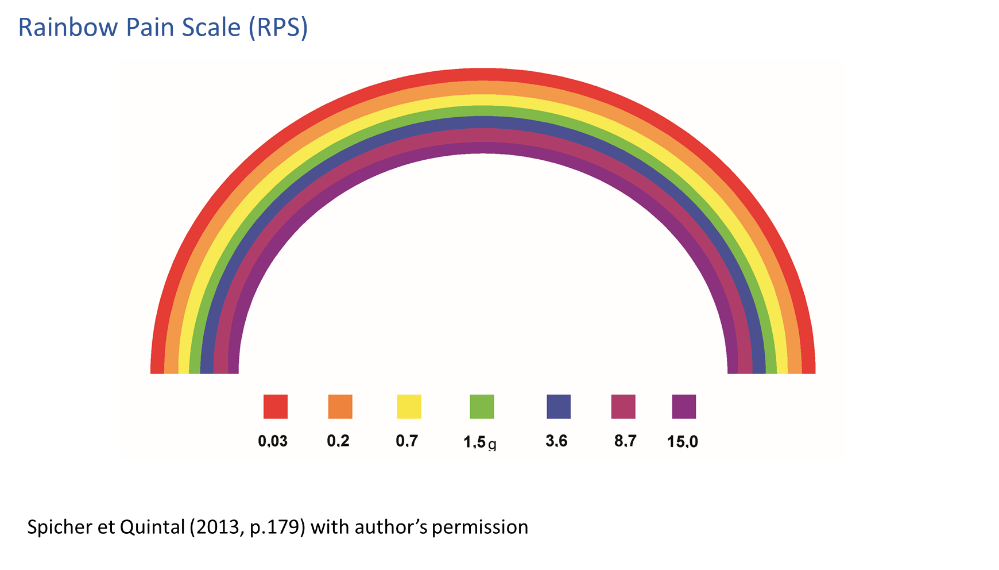 Rainbow Pain Scale (RPS)
0,03 0,2 0,7 1,5 g 3,6 8,7 15,0
Spicher et Quintal (2013, p.179) with author’s permission